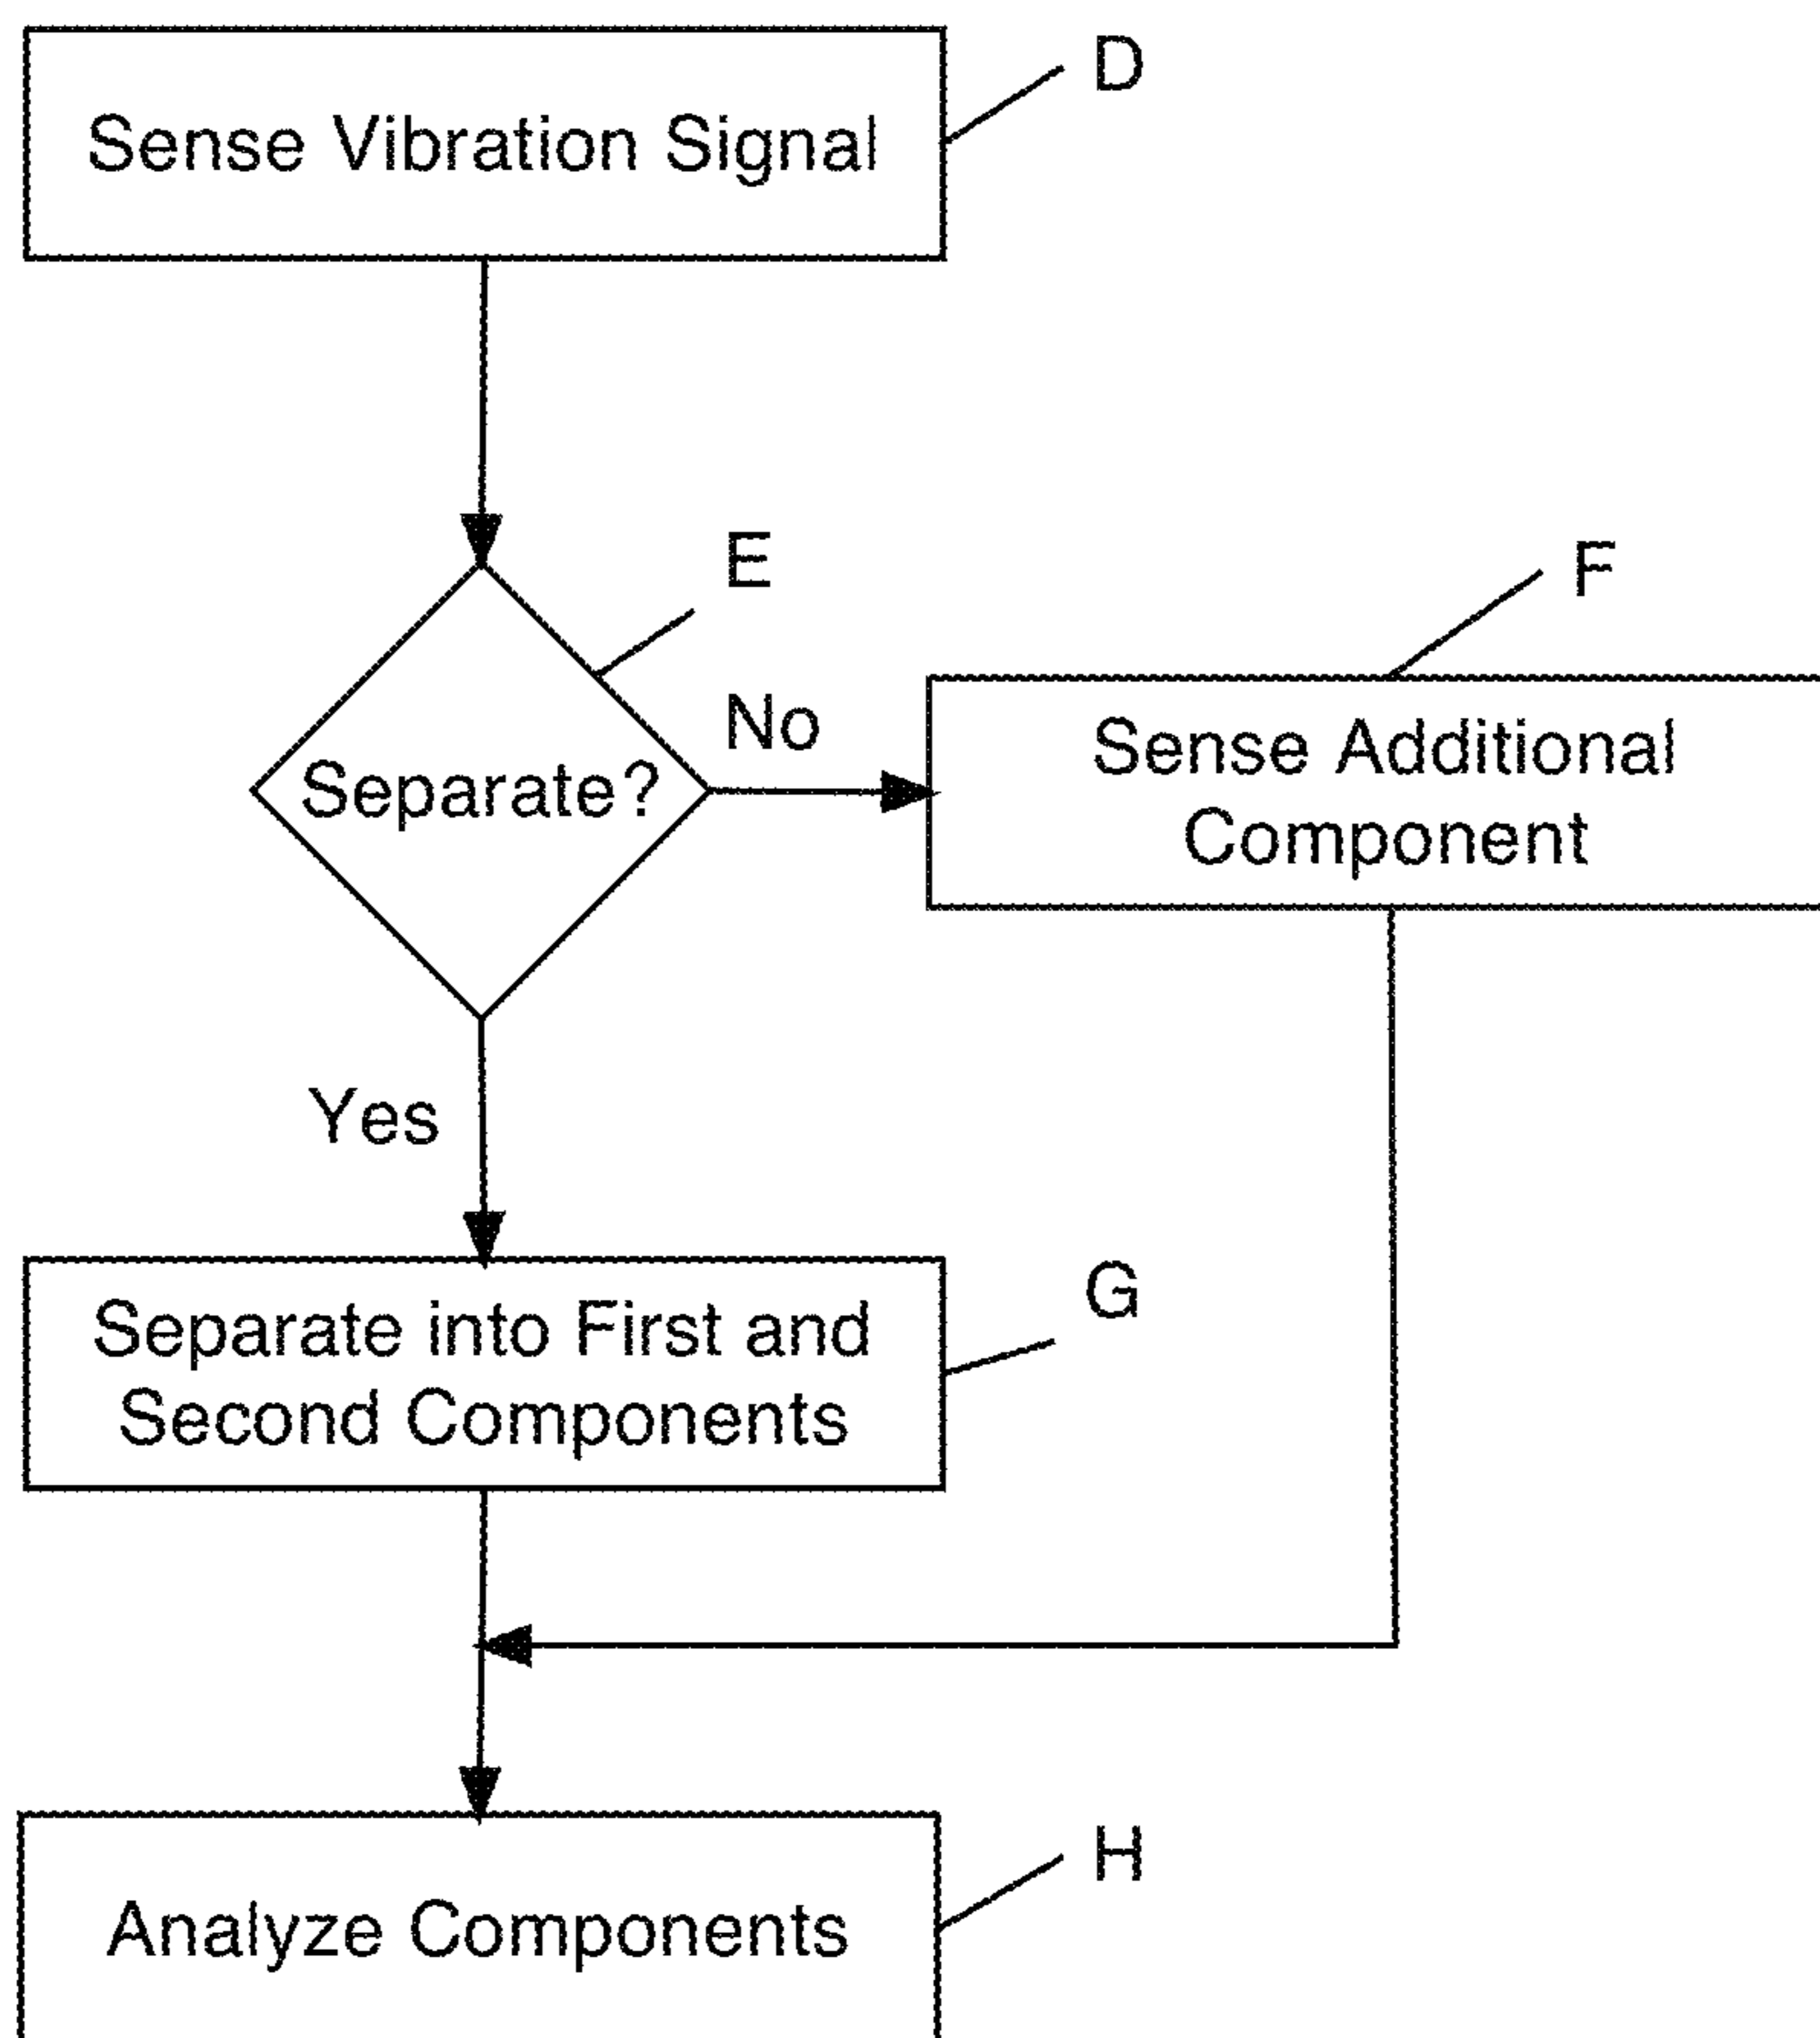 Sense Vibration Signal
D
E
F
No
Separate?
Sense Additional
Component
Yes
Separate into First and
Second Components
G
Analyze Components
H